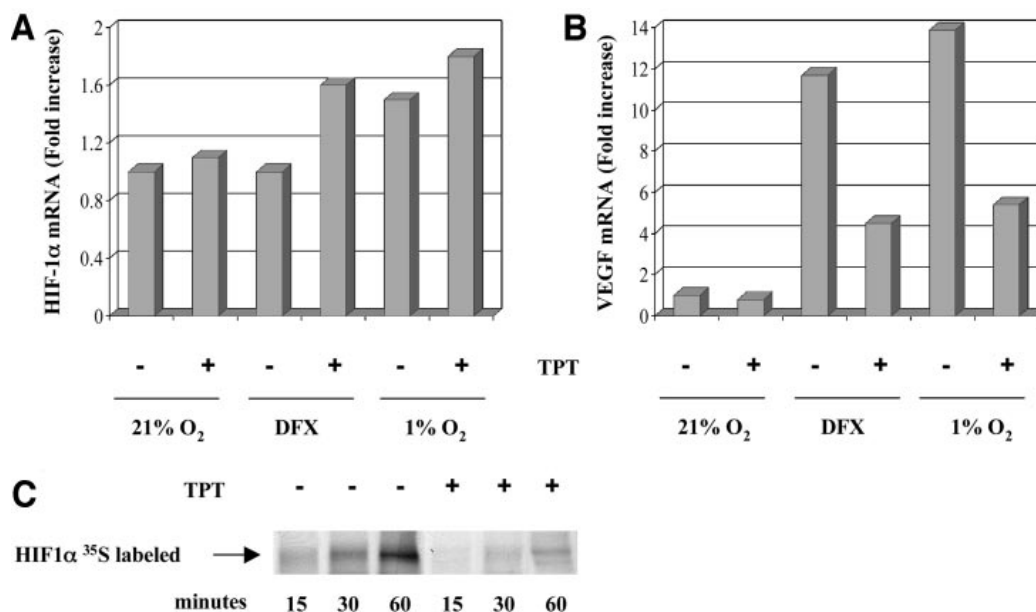 A
HIF-1α mRNA (Fold increase)
2
1.6
1.2
0.8
0.4
0
- + - + - +
21% O₂ DFX 1% O₂
B
VEGF mRNA (Fold increase)
14
12
10
8
6
4
2
0
TPT - + - + - +
21% O₂ DFX 1% O₂
C
TPT - - - + + +
HIF1α ³⁵S labeled
minutes 15 30 60 15 30 60